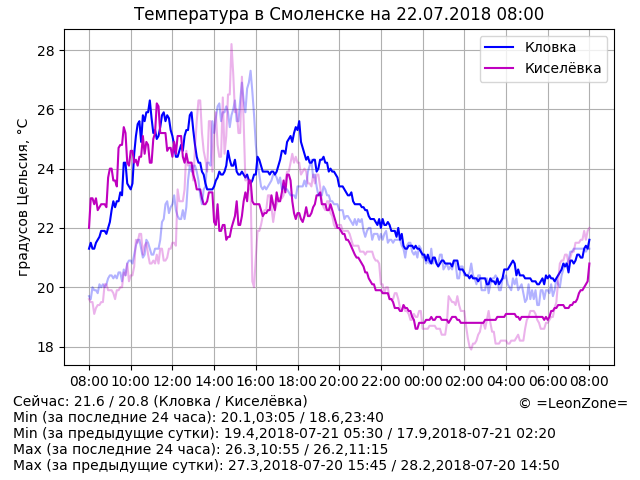 Температура в Смоленске на 22.07.2018 08:00
Кловка
Киселёвка
градусов Цельсия, °C
28
26
24
22
20
18
08:00 10:00 12:00 14:00 16:00 18:00 20:00 22:00 00:00 02:00 04:00 06:00 08:00
Сейчас: 21.6 / 20.8 (Кловка / Киселёвка)
© =LeonZone=
Min (за последние 24 часа): 20.1,03:05 / 18.6,23:40
Min (за предыдущие сутки): 19.4,2018-07-21 05:30 / 17.9,2018-07-21 02:20
Max (за последние 24 часа): 26.3,10:55 / 26.2,11:15
Max (за предыдущие сутки): 27.3,2018-07-20 15:45 / 28.2,2018-07-20 14:50